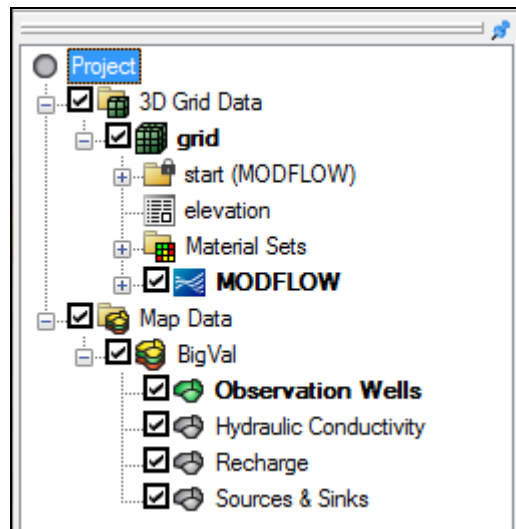 Project
3D Grid Data
grid
start (MODFLOW)
elevation
Material Sets
MODFLOW
Map Data
BigVal
Observation Wells
Hydraulic Conductivity
Recharge
Sources & Sinks